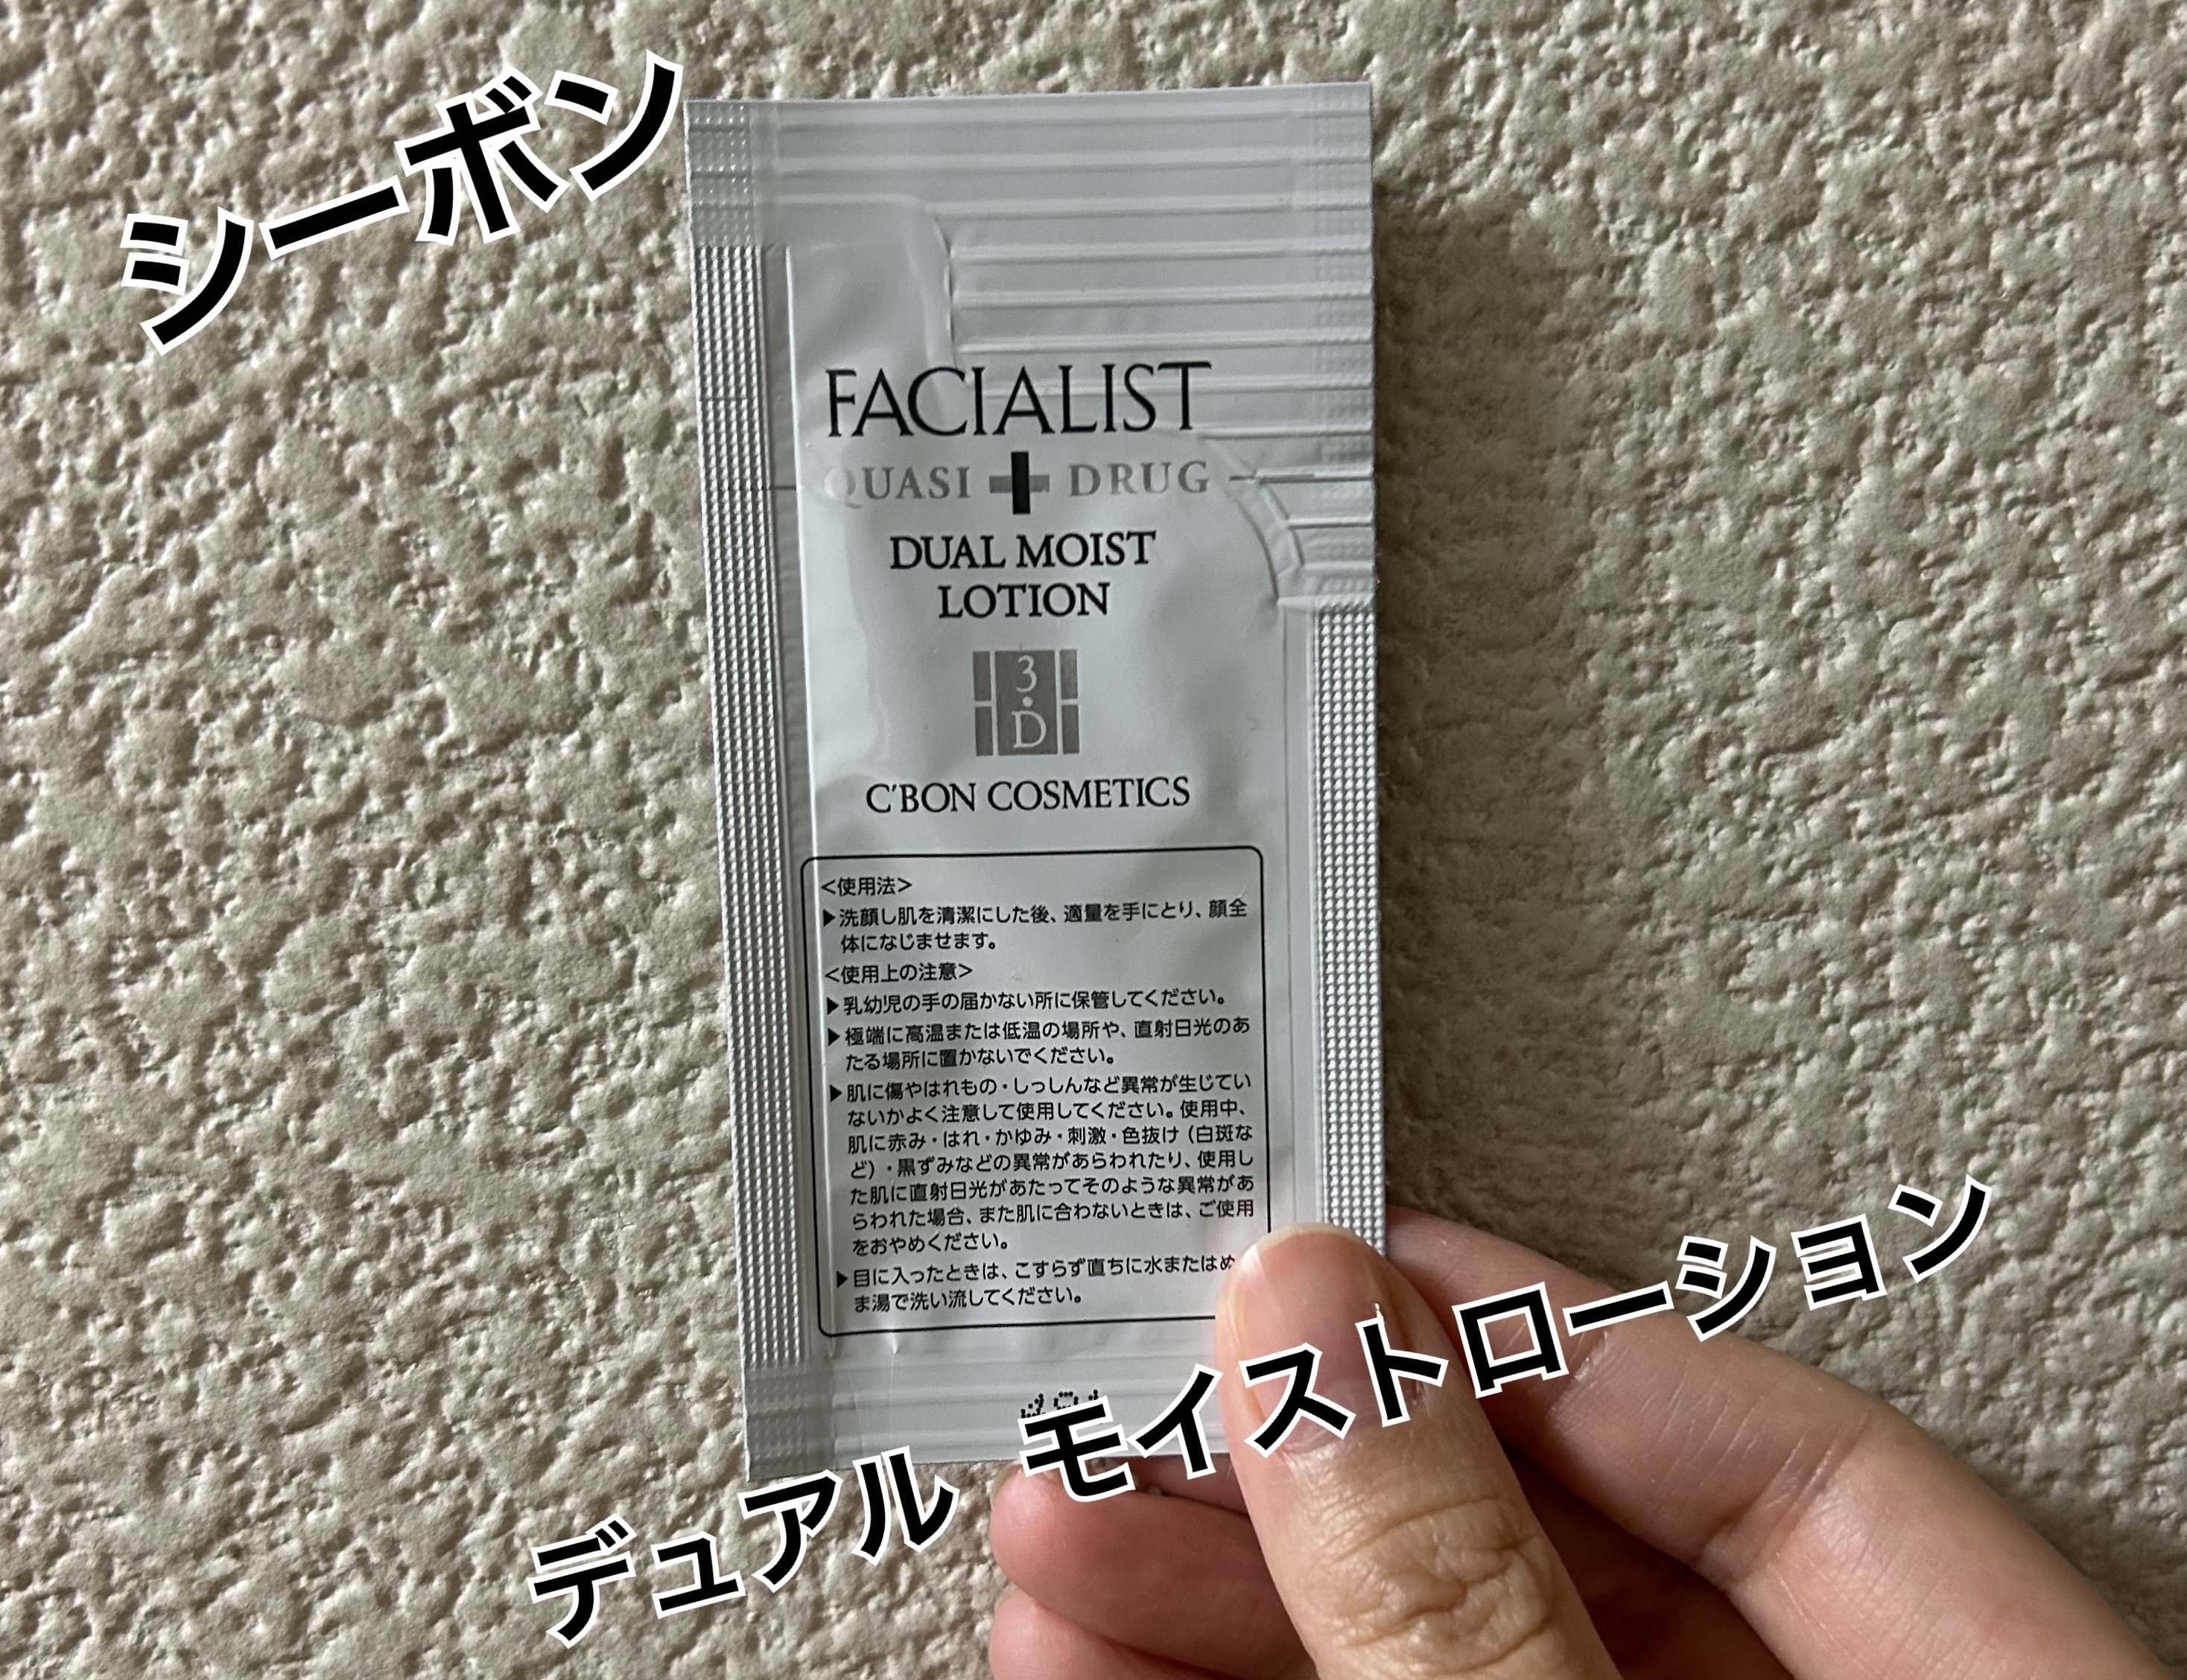 シーボン
FACIALIST
QUASI DRUG
DUAL MOIST
LOTION
3・D
C'BON COSMETICS
<使用法>
▶洗顔し肌を清潔にした後、適量を手にとり、顔全
体になじませます。
<使用上の注意>
▶乳幼児の手の届かない所に保管してください。
▶極端に高温または低温の場所や、直射日光のあ
たる場所に置かないでください。
▶肌に傷やはれもの・しっしんなど異常が生じてい
ないかよく注意して使用してください。使用中、
肌に赤み・はれ・かゆみ・刺激・色抜け（白斑な
ど）・黒ずみなどの異常があらわれたり、使用し
た肌に直射日光があたってそのような異常があ
らわれた場合、また肌に合わないときは、ご使用
をおやめください。
▶目に入ったときは、こすらず直ちに水またはぬ
ま湯で洗い流してください。
デュアル モイストローション